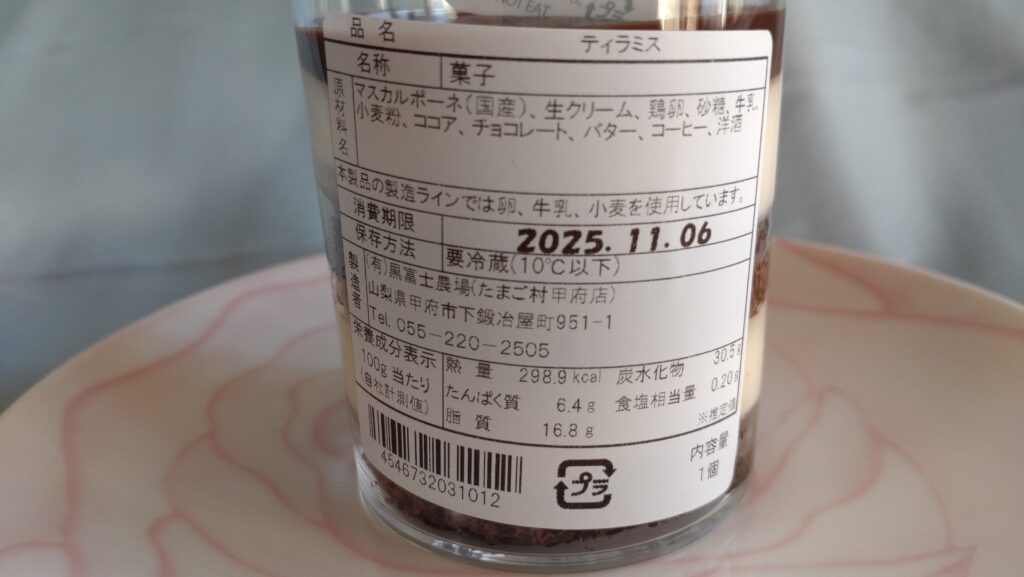 NOT EAT
品名 ティラミス
名称 菓子
原材料名 マスカルポーネ(国産)、生クリーム、鶏卵、砂糖、牛乳、
小麦粉、ココア、チョコレート、バター、コーヒー、洋酒
本製品の製造ラインでは卵、牛乳、小麦を使用しています。
消費期限 2025.11.06
保存方法 要冷蔵(10℃以下)
製造者 (有)黒富士農場(たまご村甲府店)
山梨県甲府市下鍛冶屋町951-1
Tel. 055-220-2505
栄養成分表示
100g当たり
(自社計測値)
熱量 298.9kcal 炭水化物 30.5g
たんぱく質 6.4g 食塩相当量 0.20g
脂質 16.8g ※推定値
4546732031012
プラ
内容量
1個